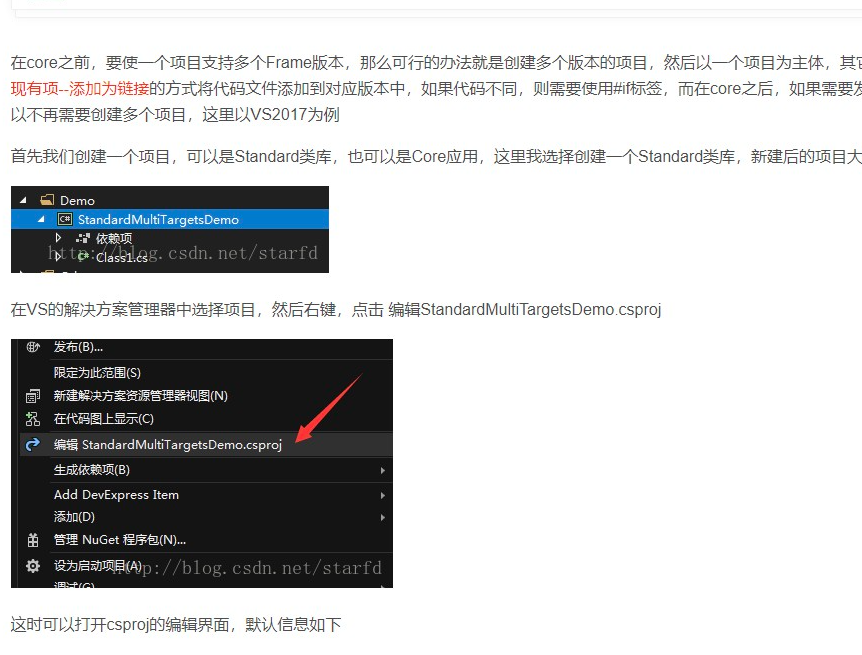 在core之前，要使一个项目支持多个Frame版本，那么可行的办法就是创建多个版本的项目，然后以一个项目为主体，其它
现有项--添加为链接的方式将代码文件添加到对应版本中，如果代码不同，则需要使用#if标签，而在core之后，如果需要发
以不再需要创建多个项目，这里以VS2017为例
首先我们创建一个项目，可以是Standard类库，也可以是Core应用，这里我选择创建一个Standard类库，新建后的项目大
Demo
C# StandardMultiTargetsDemo
依赖项
C# Class1.cs
http://blog.csdn.net/starfd
在VS的解决方案管理器中选择项目，然后右键，点击 编辑StandardMultiTargetsDemo.csproj
发布(B)...
限定为此范围(S)
新建解决方案资源管理器视图(N)
在代码图上显示(C)
编辑 StandardMultiTargetsDemo.csproj
生成依赖项(B)
Add DevExpress Item
添加(D)
管理 NuGet 程序包(N)...
设为启动项目(A)
http://blog.csdn.net/starfd
调试(G)
这时可以打开csproj的编辑界面，默认信息如下